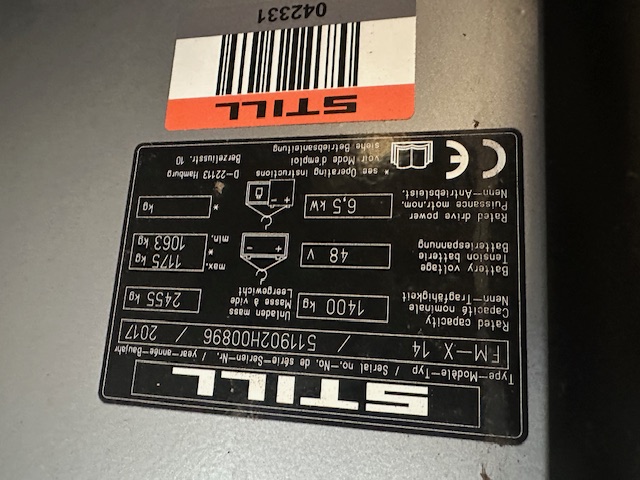 STILL
Type-Modèle-Typ / Serial no.-No. de série-Serien-Nr. / year-année-Baujahr
FM-X 14 / 511902H00896 / 2017
Rated capacity
Capacité nominale
Nenn-Tragfähigkeit
1400 kg
Unladen mass
Masse à vide
Leergewicht
2455 kg
Battery voltage
Tension batterie
Batteriespannung
48 V
max. 1175 kg
*
min. 1063 kg
Rated drive power
Puissance motr.nom.
Nenn-Antriebsleist.
6,5 kW
* kg
CE
* see Operating instructions
voir Mode d'emploi
siehe Betriebsanleitung
D-22113 Hamburg
Berzeliusstr. 10
STILL
042331